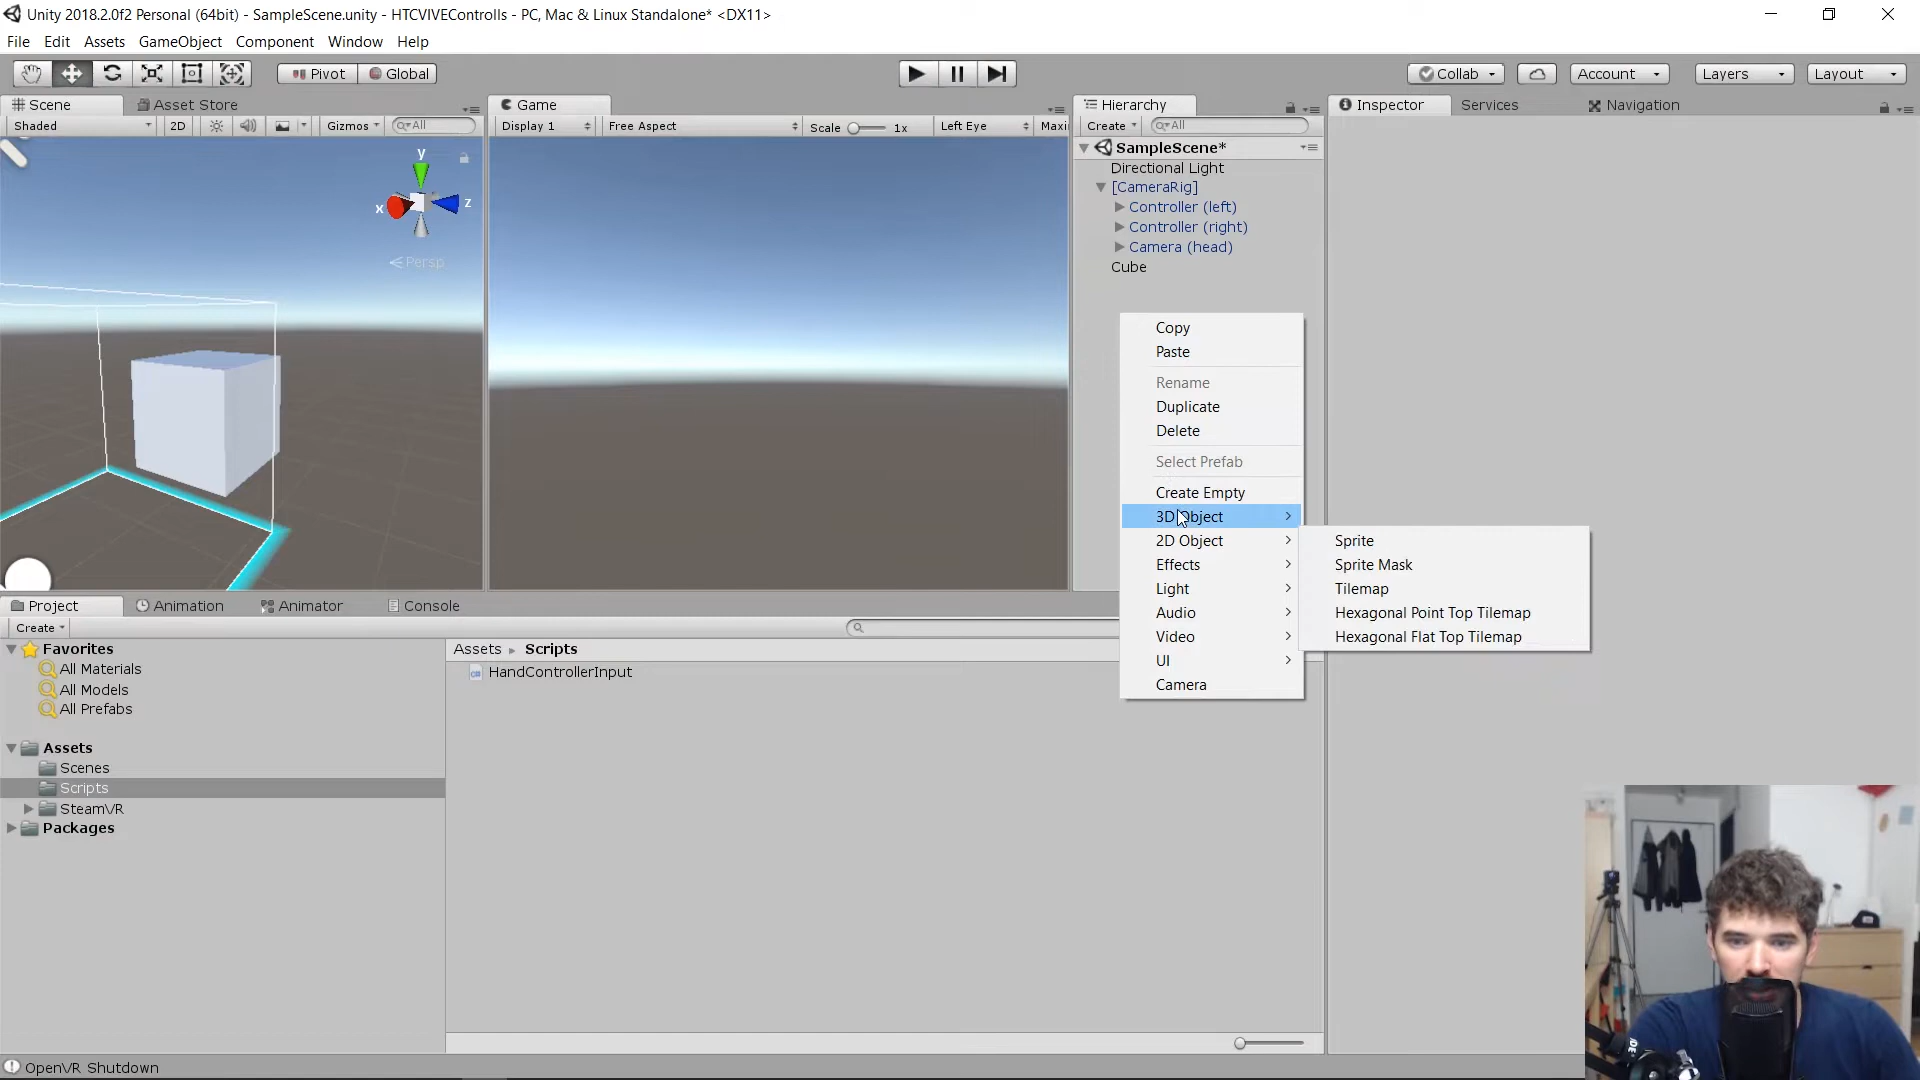 Unity 2018.2.0f2 Personal (64bit) - SampleScene.unity - HTCVIVEControlls - PC, Mac & Linux Standalone* <DX11>
File Edit Assets GameObject Component Window Help
Pivot Global Collab Account Layers Layout
Scene Asset Store Game Hierarchy Inspector Services Navigation
Shaded 2D Gizmos All Display 1 Free Aspect Scale 1x Left Eye Maxi Create All
SampleScene*
Directional Light
[CameraRig]
Controller (left)
Controller (right)
Camera (head)
Cube
y
x z
Persp
Copy
Paste
Rename
Duplicate
Delete
Select Prefab
Create Empty
3D Object
2D Object
Effects
Light
Audio
Video
UI
Camera
Sprite
Sprite Mask
Tilemap
Hexagonal Point Top Tilemap
Hexagonal Flat Top Tilemap
Project Animation Animator Console
Create
Favorites
All Materials
All Models
All Prefabs
Assets
Scenes
Scripts
SteamVR
Packages
Assets Scripts
HandControllerInput
OpenVR Shutdown